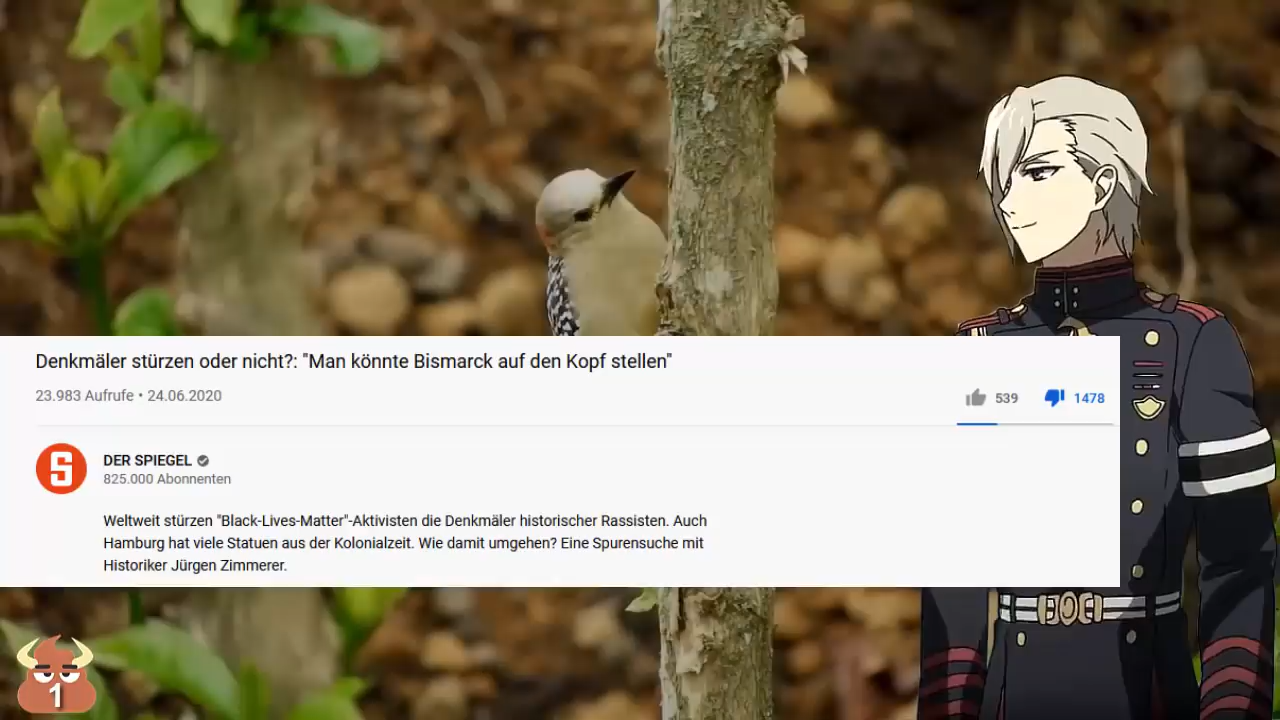 Denkmäler stürzen oder nicht?: "Man könnte Bismarck auf den Kopf stellen"
23.983 Aufrufe • 24.06.2020
539 1478
S
DER SPIEGEL
825.000 Abonnenten
Weltweit stürzen "Black-Lives-Matter"-Aktivisten die Denkmäler historischer Rassisten. Auch
Hamburg hat viele Statuen aus der Kolonialzeit. Wie damit umgehen? Eine Spurensuche mit
Historiker Jürgen Zimmerer.
1